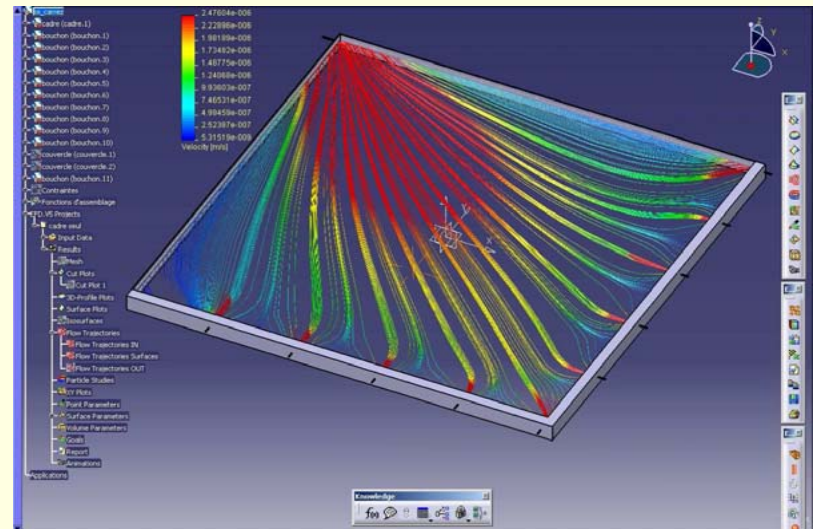 cadre (cadre.1)
bouchon (bouchon.1)
bouchon (bouchon.2)
bouchon (bouchon.3)
bouchon (bouchon.4)
bouchon (bouchon.5)
bouchon (bouchon.6)
bouchon (bouchon.7)
bouchon (bouchon.8)
bouchon (bouchon.9)
bouchon (bouchon.10)
couvercle (couvercle.1)
couvercle (couvercle.2)
bouchon (bouchon.11)
Contraintes
Fonctions d'assemblage
EFD.V5 Projects
cadre seul
Input Data
Results
Mesh
Cut Plots
Cut Plot 1
3D-Profile Plots
Surface Plots
Isosurfaces
Flow Trajectories
Flow Trajectories IN
Flow Trajectories Surfaces
Flow Trajectories OUT
Particle Studies
XY Plots
Point Parameters
Surface Parameters
Volume Parameters
Goals
Report
Animations
Applications
2.47604e-006
2.22896e-006
1.98189e-006
1.73482e-006
1.48775e-006
1.24068e-006
9.93603e-007
7.46531e-007
4.99459e-007
2.52387e-007
5.31519e-009
Velocity [m/s]
z
y
x
z
y
x
Knowledge
f(x)